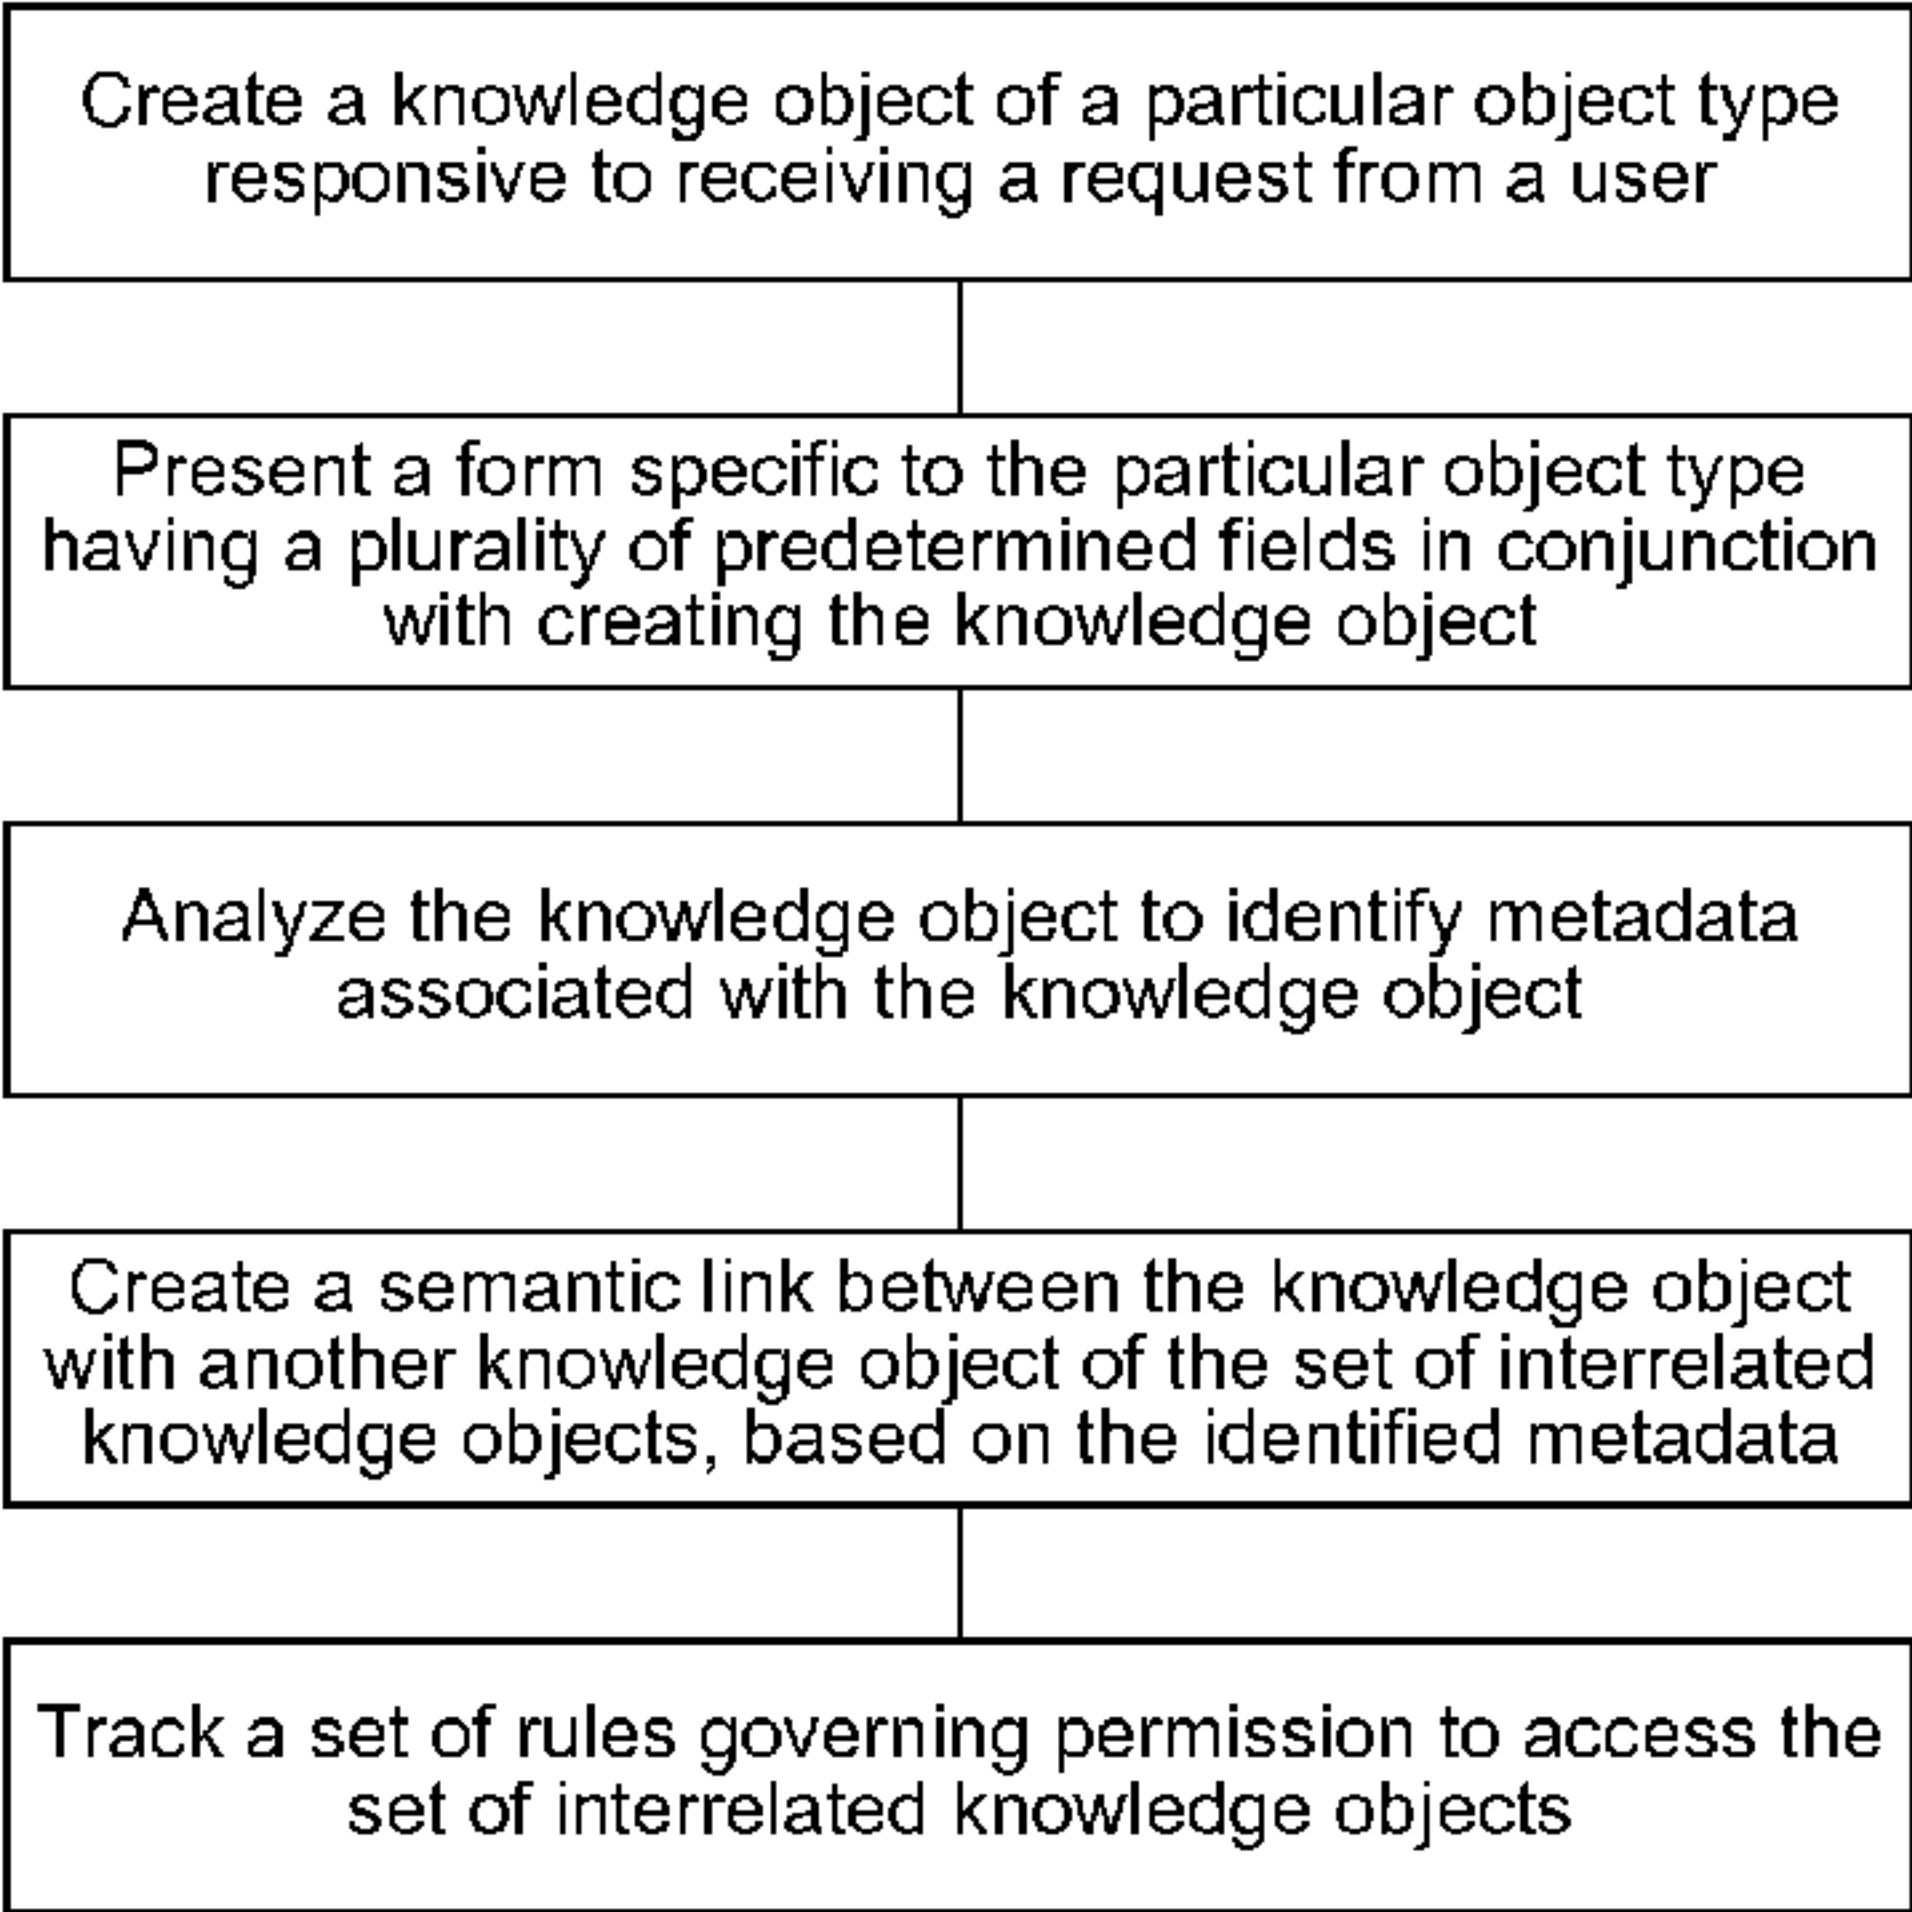 Create a knowledge object of a particular object type
responsive to receiving a request from a user
Present a form specific to the particular object type
having a plurality of predetermined fields in conjunction
with creating the knowledge object
Analyze the knowledge object to identify metadata
associated with the knowledge object
Create a semantic link between the knowledge object
with another knowledge object of the set of interrelated
knowledge objects, based on the identified metadata
Track a set of rules governing permission to access the
set of interrelated knowledge objects